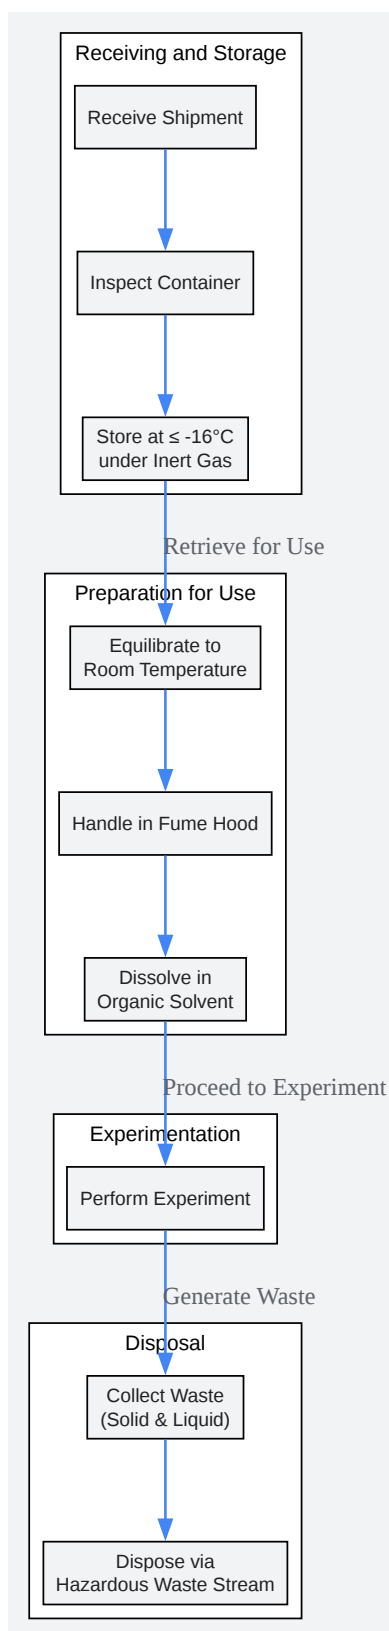 Receiving and Storage
Receive Shipment
Inspect Container
Store at ≤ -16°C
under Inert Gas
Retrieve for Use
Preparation for Use
Equilibrate to
Room Temperature
Handle in Fume Hood
Dissolve in
Organic Solvent
Proceed to Experiment
Experimentation
Perform Experiment
Generate Waste
Disposal
Collect Waste
(Solid & Liquid)
Dispose via
Hazardous Waste Stream